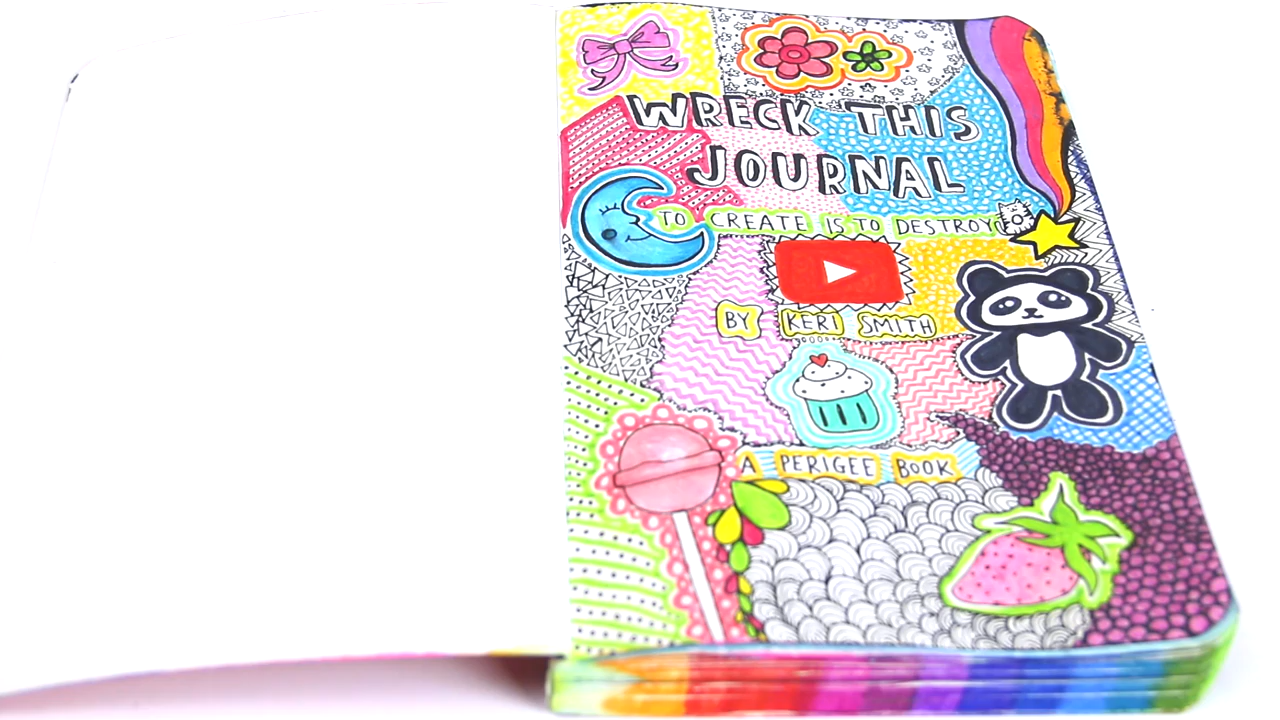 WRECK THIS
JOURNAL
TO CREATE IS TO DESTROY
BY KERI SMITH
A PERIGEE BOOK